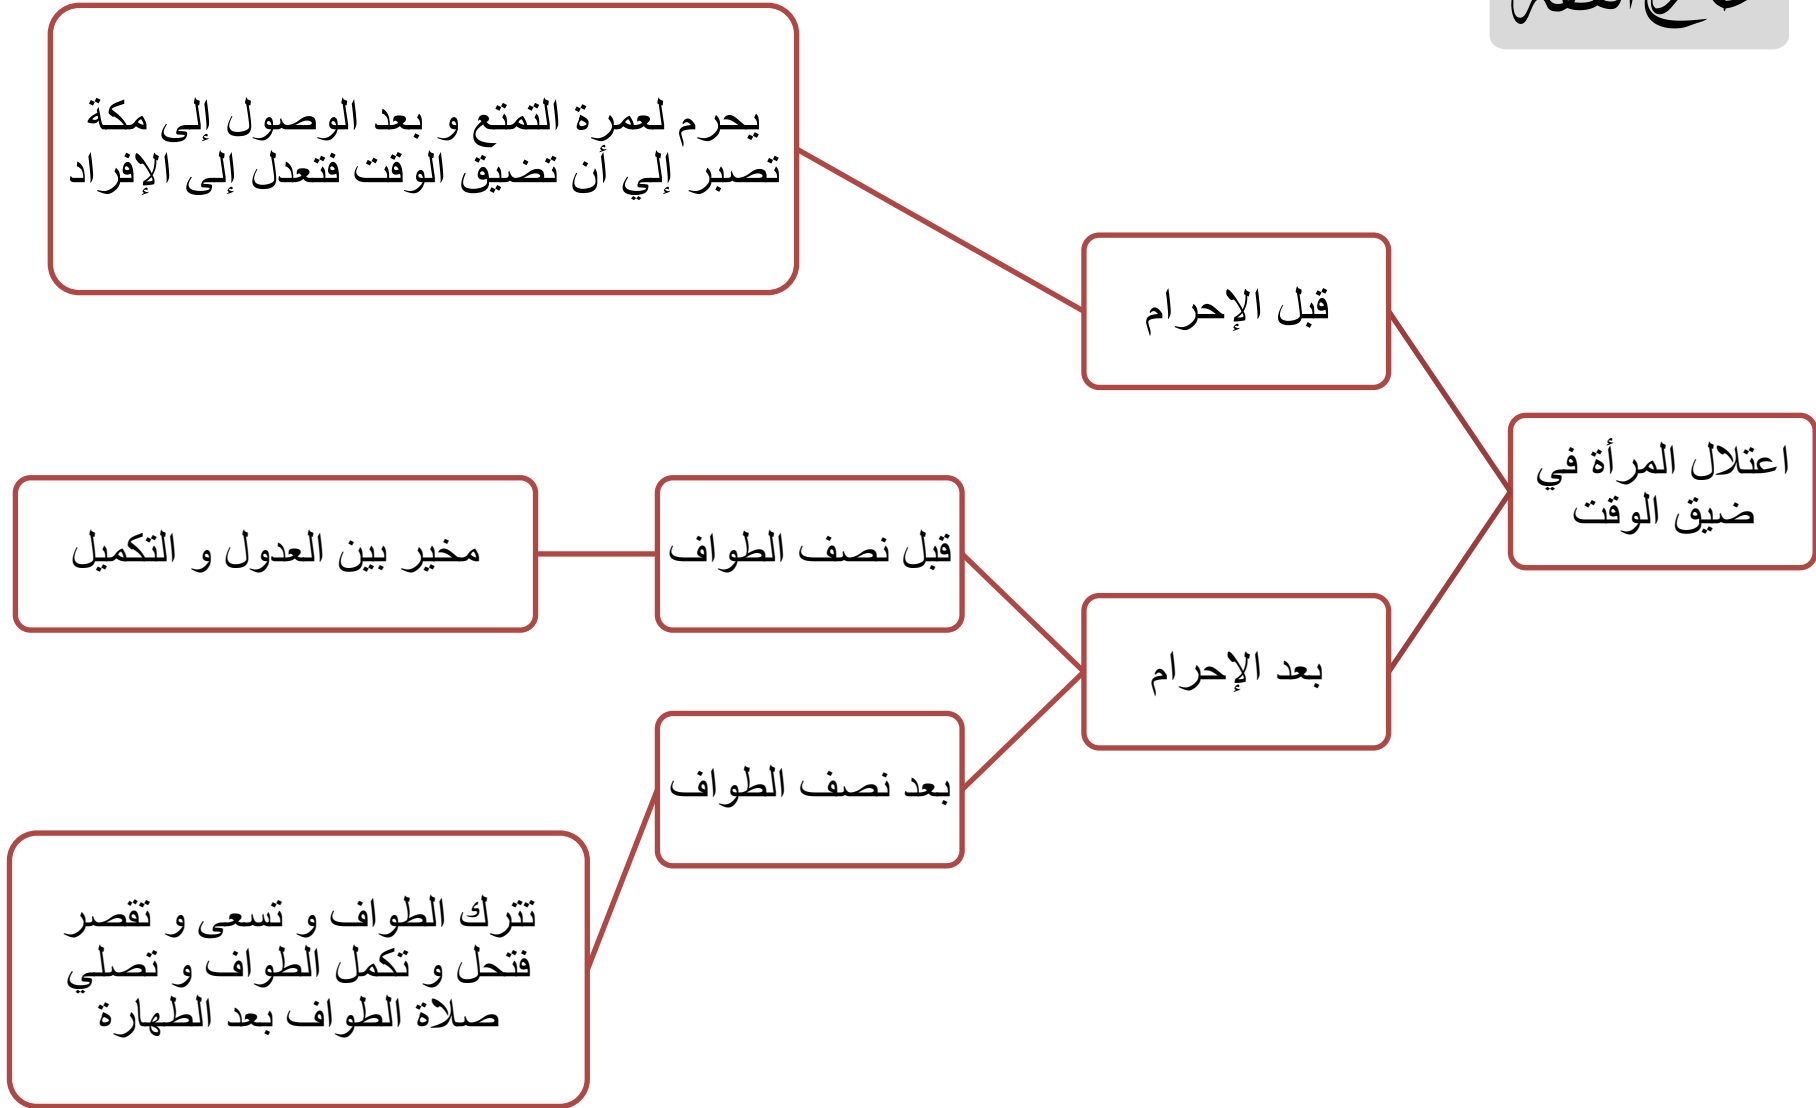 اعتلال المرأة في
ضيق الوقت
قبل الإحرام
يحرم لعمرة التمتع و بعد الوصول إلى مكة
تصبر إلي أن تضيق الوقت فتعدل إلى الإفراد
بعد الإحرام
قبل نصف الطواف
مخير بين العدول و التكميل
بعد نصف الطواف
تترك الطواف و تسعى و تقصر
فتحل و تكمل الطواف و تصلي
صلاة الطواف بعد الطهارة